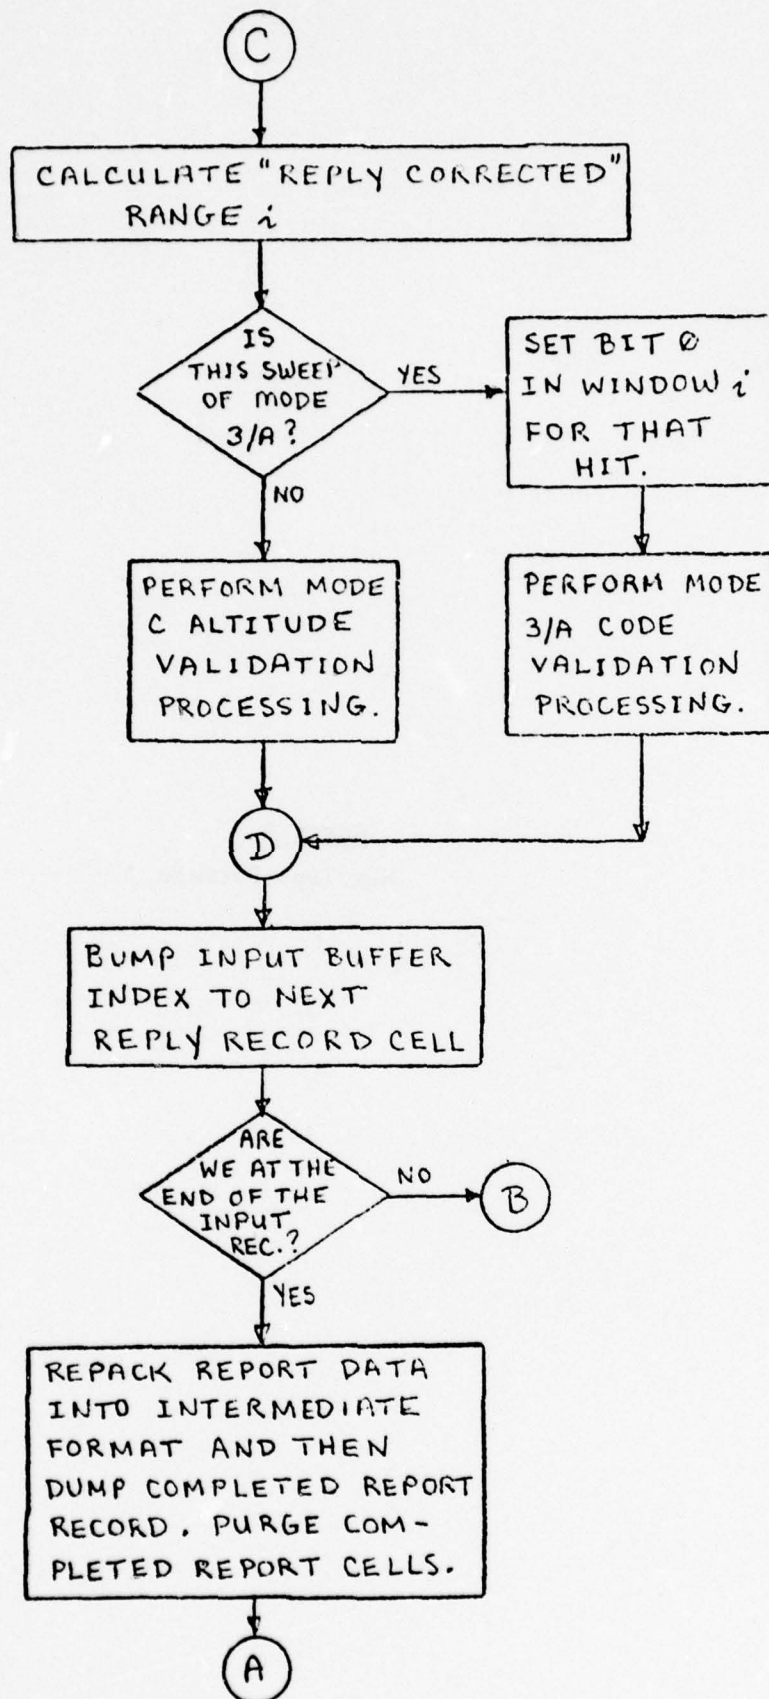 C
CALCULATE "REPLY CORRECTED"
RANGE i
IS
THIS SWEEP
OF MODE
3/A?
YES
NO
SET BIT 0
IN WINDOW i
FOR THAT
HIT.
PERFORM MODE
C ALTITUDE
VALIDATION
PROCESSING.
PERFORM MODE
3/A CODE
VALIDATION
PROCESSING.
D
BUMP INPUT BUFFER
INDEX TO NEXT
REPLY RECORD CELL
ARE
WE AT THE
END OF THE
INPUT
REC.?
NO
B
YES
REPACK REPORT DATA
INTO INTERMEDIATE
FORMAT AND THEN
DUMP COMPLETED REPORT
RECORD. PURGE COM-
PLETED REPORT CELLS.
A